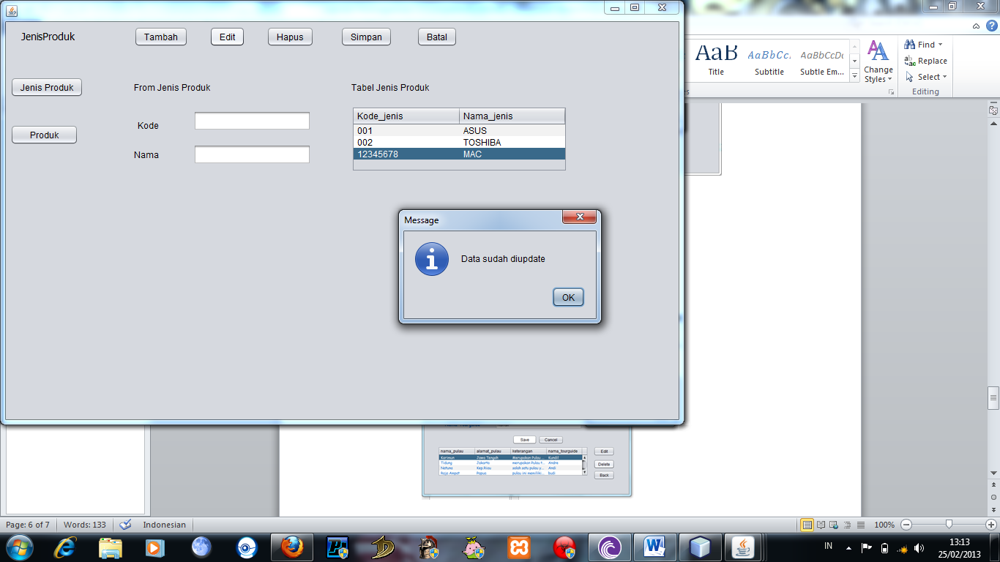 JenisProduk
Tambah
Edit
Hapus
Simpan
Batal
Jenis Produk
Produk
From Jenis Produk
Kode
Nama
Tabel Jenis Produk
Kode_jenis Nama_jenis
001 ASUS
002 TOSHIBA
12345678 MAC
Message
Data sudah diupdate
OK
AaB AaBbCc. AaBbCcDc
Title Subtitle Subtle Em...
Change
Styles
Find
Replace
Select
Editing
Save Cancel
nama_pulau alamat_pulau keterangan nama_tourguide
Karimun Jawa Tengah Merupakan Pulau ... Kundil
Tidung Jakarta merupakan Pulau t... Andre
Natuna Kep.Riau salah satu pulau y... Andi
Raja Ampat Papua pulau ini memiliki... budi
Edit
Delete
Back
Page: 6 of 7 Words: 133 Indonesian
100%
IN
13:13
25/02/2013